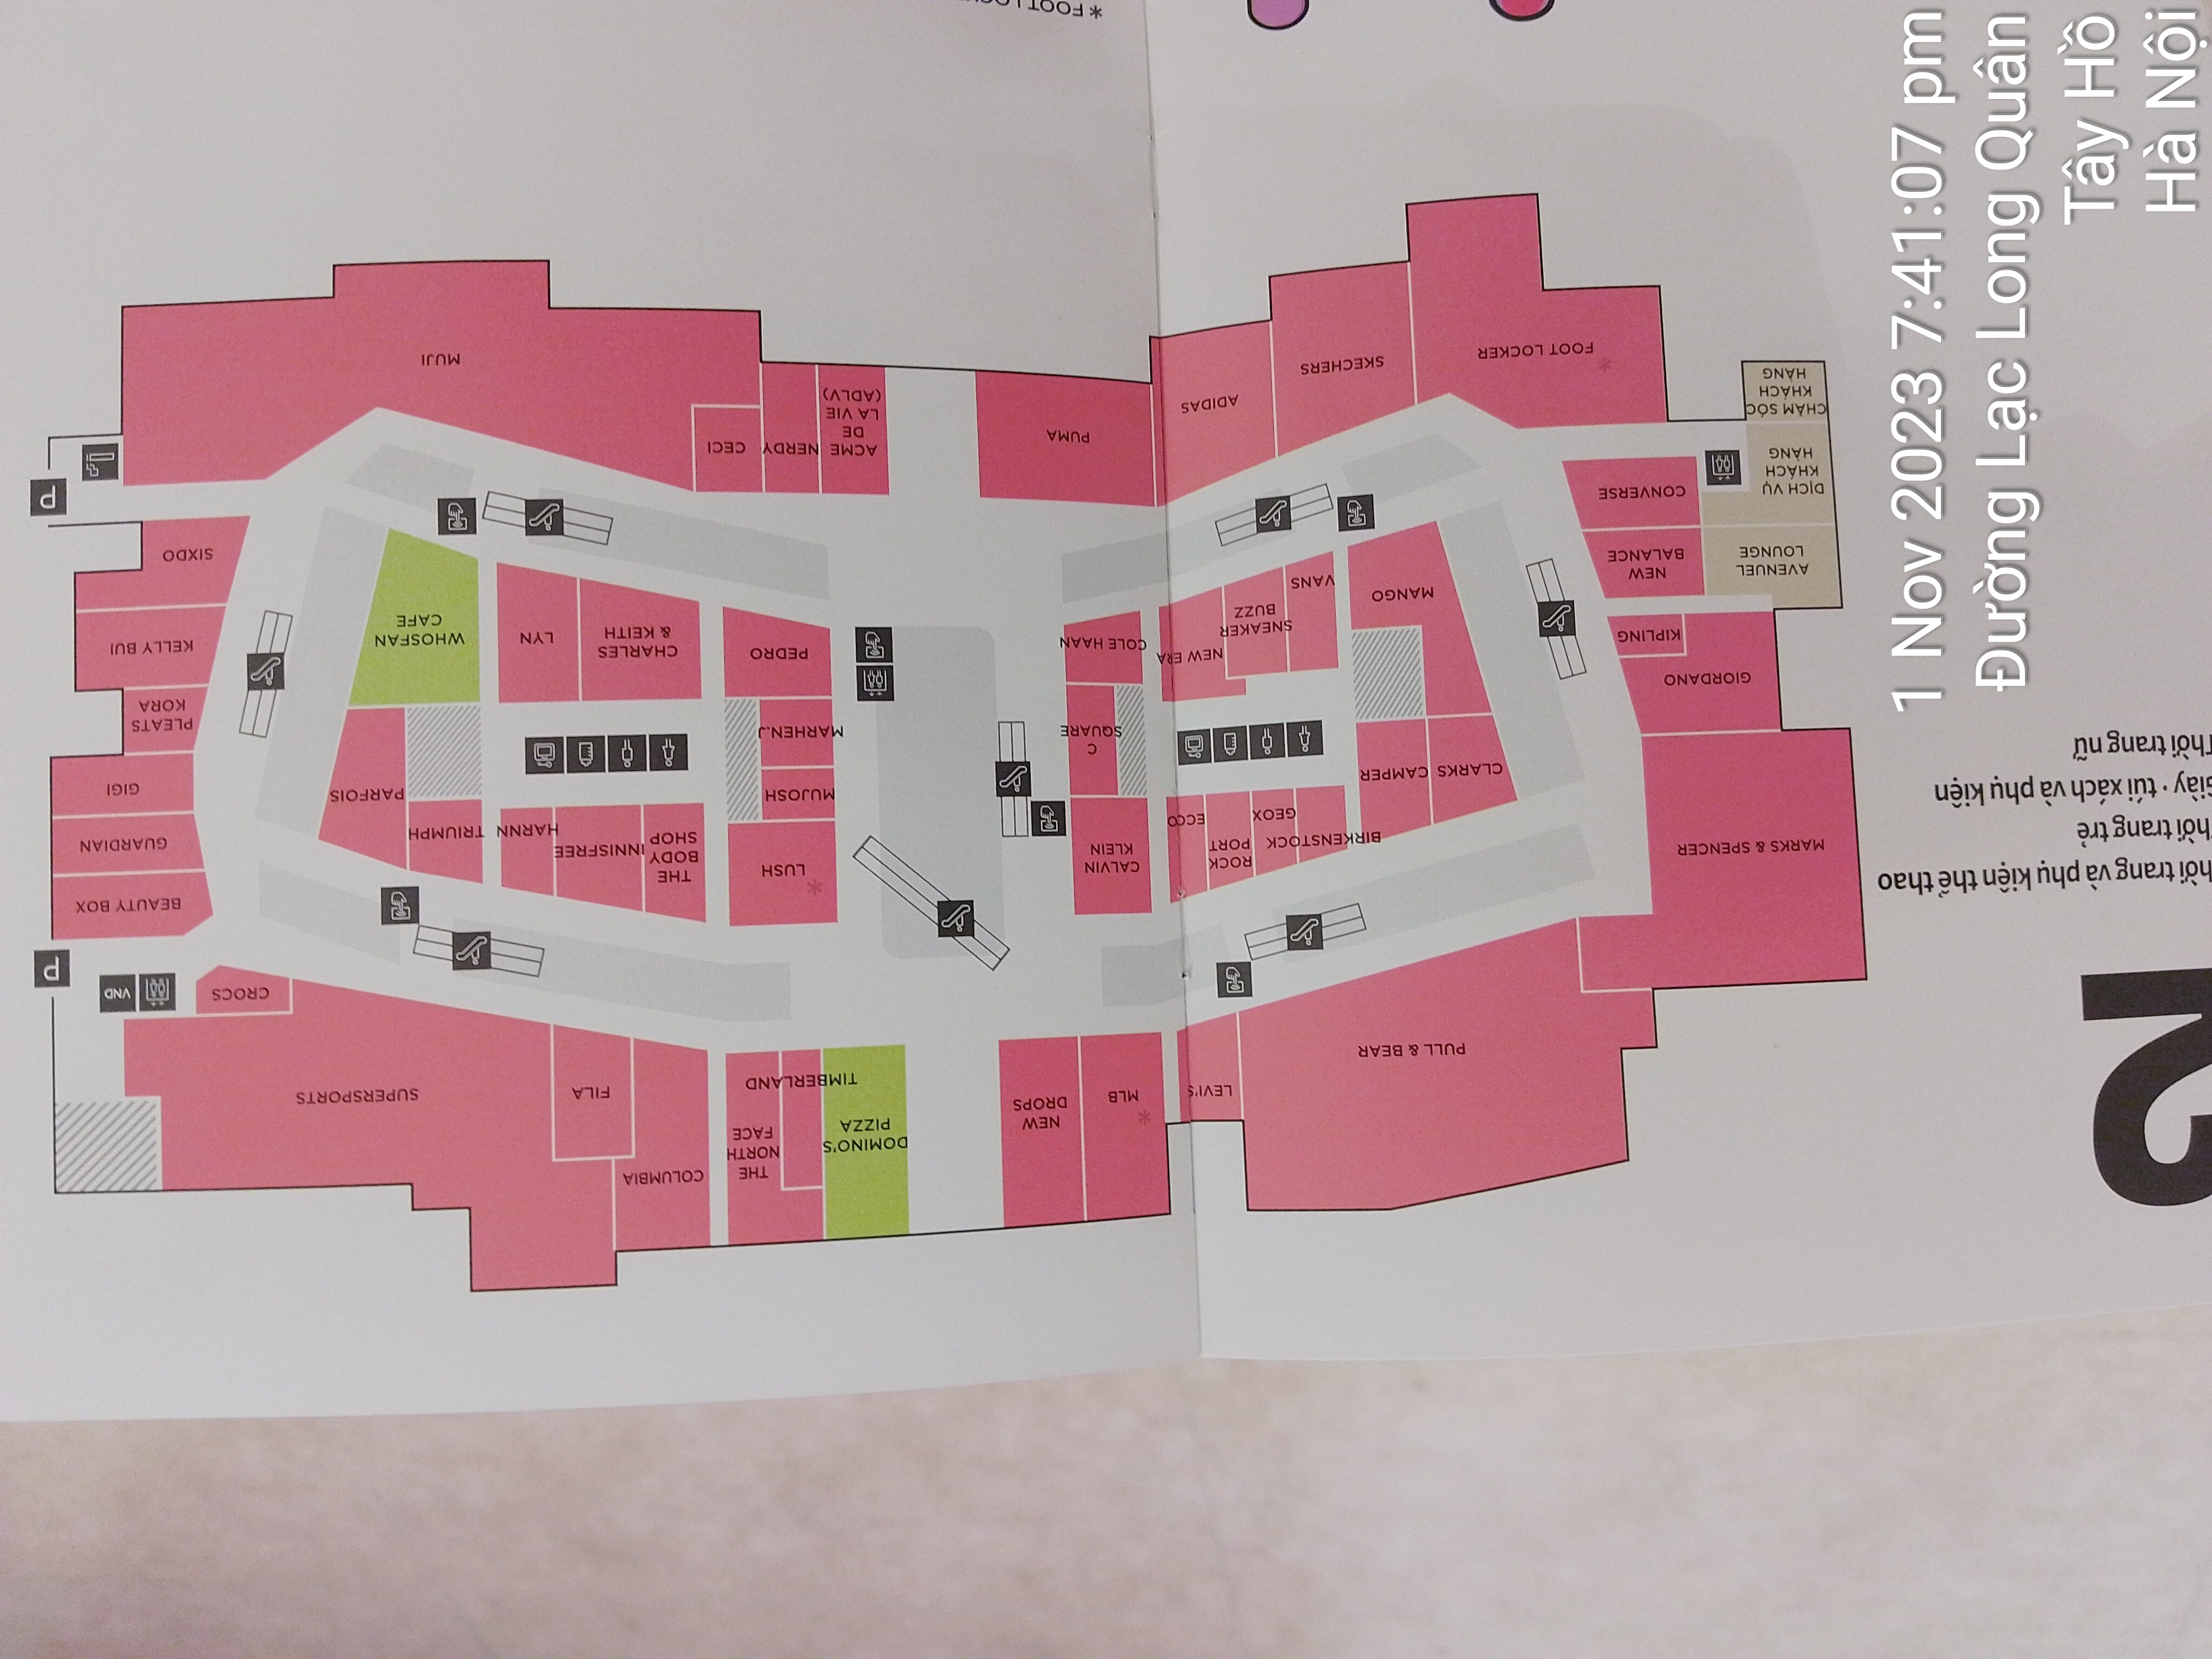 2
hời trang và phụ kiện thể thao
hời trang trẻ
iày · túi xách và phụ kiện
Thời trang nữ
MARKS & SPENCER
GIORDANO
KIPLING
AVENUEL
LOUNGE
DỊCH VỤ
KHÁCH
HÀNG
CHĂM SÓC
KHÁCH
HÀNG
NEW
BALANCE
CONVERSE
* FOOT LOCKER
PULL & BEAR
LEVI'S
CLARKS
CAMPER
BIRKENSTOCK
GEOX
ROCK
PORT
ECCO
MANGO
VANS
SNEAKER
BUZZ
NEW ERA
SKECHERS
ADIDAS
* MLB
NEW
DROPS
CALVIN
KLEIN
C
SQUARE
COLE HAAN
PUMA
DOMINO'S
PIZZA
TIMBERLAND
THE
NORTH
FACE
COLUMBIA
FILA
SUPERSPORTS
CROCS
VND
P
* LUSH
MUJOSH
MARHEN.J
PEDRO
THE
BODY
SHOP
INNISFREE
HARNN
TRIUMPH
PARFOIS
CHARLES
& KEITH
LYN
WHOSFAN
CAFE
ACME
DE
LA VIE
(ADLV)
NERDY
CECI
MUJI
BEAUTY BOX
GUARDIAN
GIGI
PLEATS
KORA
KELLY BUI
SIXDO
P
* FOOT LOC
1 Nov 2023 7:41:07 pm
Đường Lạc Long Quân
Tây Hồ
Hà Nội